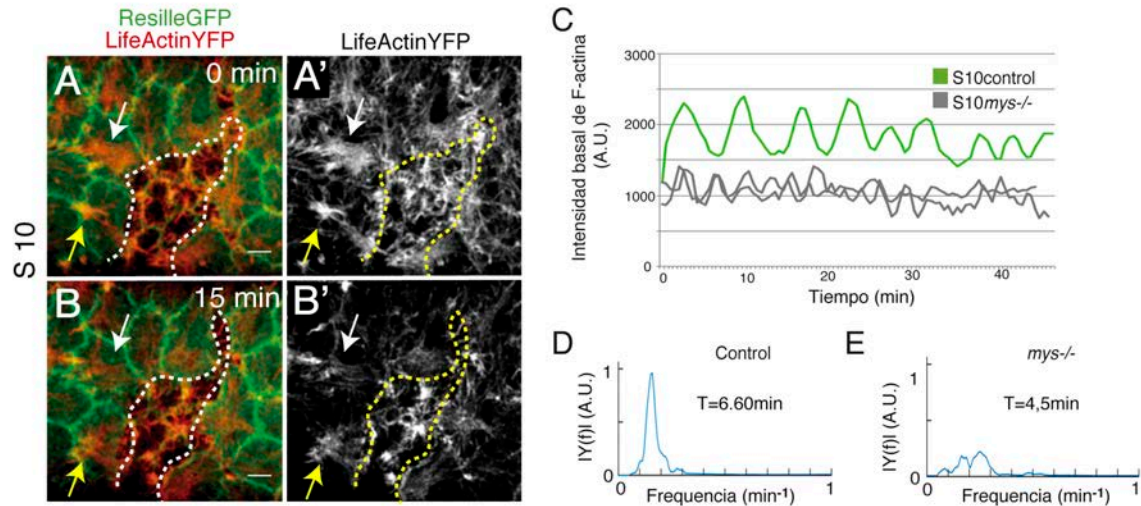 ResilleGFP
LifeActinYFP
LifeActinYFP
A
0 min
A'
S 10
B
15 min
B'
C
Intensidad basal de F-actina
(A.U.)
3000
2000
1000
0
S10control
S10mys-/-
0
10
20
30
40
Tiempo (min)
D
Control
T=6.60min
|Y(f)| (A.U.)
1
0
0
1
Frequencia (min-1)
E
mys-/-
T=4,5min
|Y(f)| (A.U.)
1
0
0
1
Frequencia (min-1)